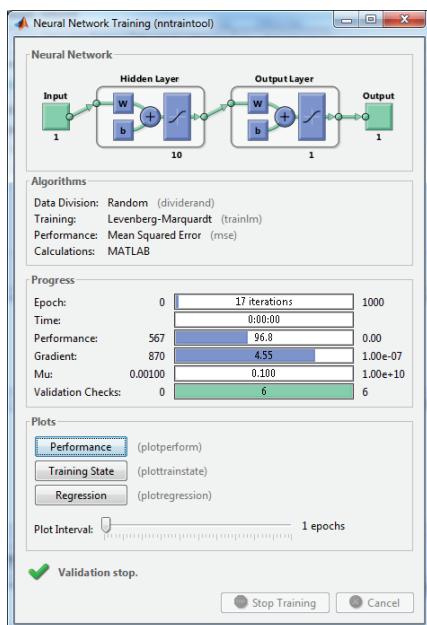 Neural Network Training (nntraintool)
Neural Network
Hidden Layer
Output Layer
Input
Output
W
b
+
W
b
+
1
10
1
1
Algorithms
Data Division: Random (dividerand)
Training: Levenberg-Marquardt (trainlm)
Performance: Mean Squared Error (mse)
Calculations: MATLAB
Progress
Epoch: 0 17 iterations 1000
Time: 0:00:00
Performance: 567 96.8 0.00
Gradient: 870 4.55 1.00e-07
Mu: 0.00100 0.100 1.00e+10
Validation Checks: 0 6 6
Plots
Performance (plotperform)
Training State (plottrainstate)
Regression (plotregression)
Plot Interval: 1 epochs
Validation stop.
Stop Training Cancel